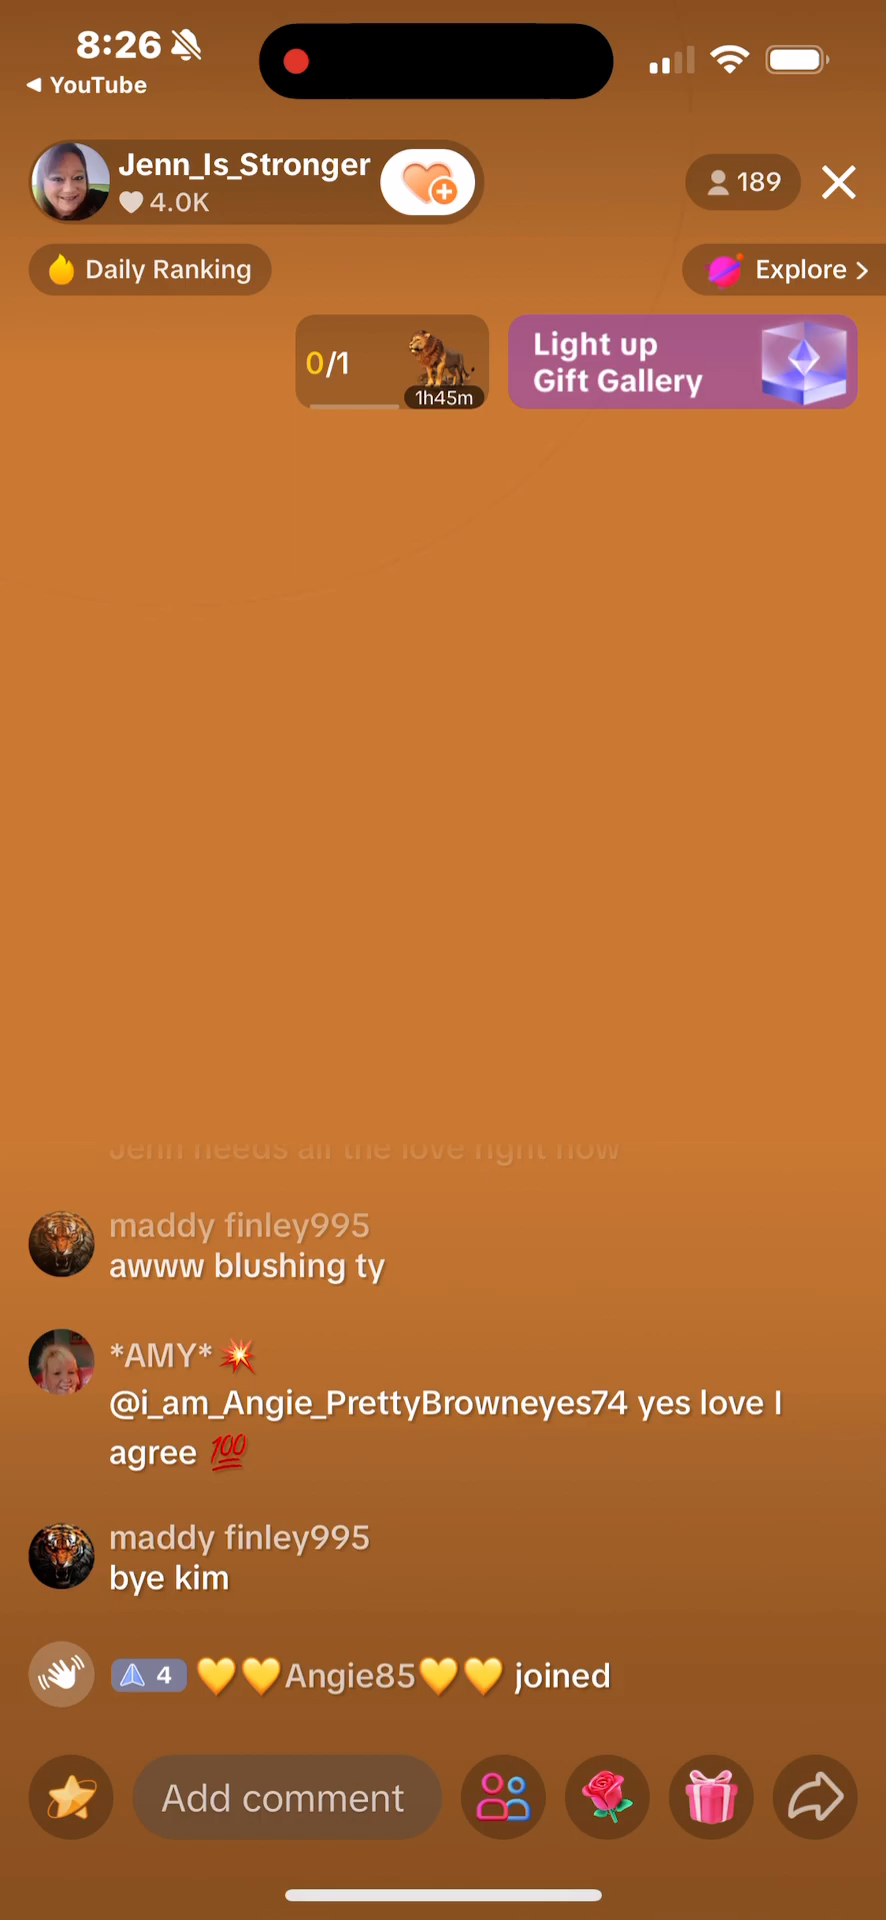 8:26
◀ YouTube
Jenn_Is_Stronger
4.0K
189
Daily Ranking
Explore >
0/1
1h45m
Light up
Gift Gallery
Jenn needs all the love right now
maddy finley995
awww blushing ty
*AMY*💥
@i_am_Angie_PrettyBrowneyes74 yes love I
agree 💯
maddy finley995
bye kim
4 💛💛Angie85💛💛 joined
Add comment